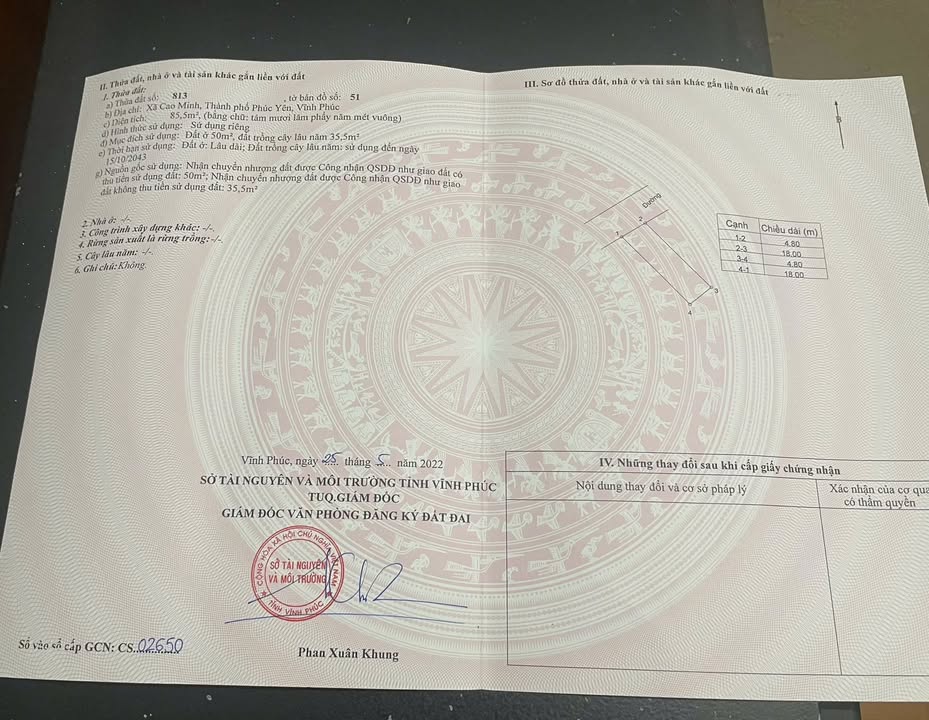 II. Thửa đất, nhà ở và tài sản khác gắn liền với đất
1. Thửa đất:
a) Thửa đất số: 813 , tờ bản đồ số: 51
b) Địa chỉ: Xã Cao Minh, Thành phố Phúc Yên, Vĩnh Phúc
c) Diện tích: 85,5m², (bằng chữ: tám mươi lăm phẩy năm mét vuông)
d) Hình thức sử dụng: Sử dụng riêng
đ) Mục đích sử dụng: Đất ở 50m², đất trồng cây lâu năm 35,5m²
e) Thời hạn sử dụng: Đất ở: Lâu dài; Đất trồng cây lâu năm: sử dụng đến ngày
15/10/2043
g) Nguồn gốc sử dụng: Nhận chuyển nhượng đất được Công nhận QSDĐ như giao đất có
thu tiền sử dụng đất: 50m²; Nhận chuyển nhượng đất được Công nhận QSDĐ như giao
đất không thu tiền sử dụng đất: 35,5m²
2. Nhà ở: -/-.
3. Công trình xây dựng khác: -/-.
4. Rừng sản xuất là rừng trồng: -/-.
5. Cây lâu năm: -/-.
6. Ghi chú: Không.
Vĩnh Phúc, ngày 25 tháng 5 năm 2022
SỞ TÀI NGUYÊN VÀ MÔI TRƯỜNG TỈNH VĨNH PHÚC
TUQ.GIÁM ĐỐC
GIÁM ĐỐC VĂN PHÒNG ĐĂNG KÝ ĐẤT ĐAI
CỘNG HÒA XÃ HỘI CHỦ NGHĨA VIỆT NAM
SỞ TÀI NGUYÊN
VÀ MÔI TRƯỜNG
TỈNH VĨNH PHÚC
Phan Xuân Khung
Số vào sổ cấp GCN: CS.02650
III. Sơ đồ thửa đất, nhà ở và tài sản khác gắn liền với đất
B
Đường
2
1
3
4
Cạnh Chiều dài (m)
1-2 4.80
2-3 18.00
3-4 4.80
4-1 18.00
IV. Những thay đổi sau khi cấp giấy chứng nhận
Nội dung thay đổi và cơ sở pháp lý
Xác nhận của cơ qua
có thẩm quyền